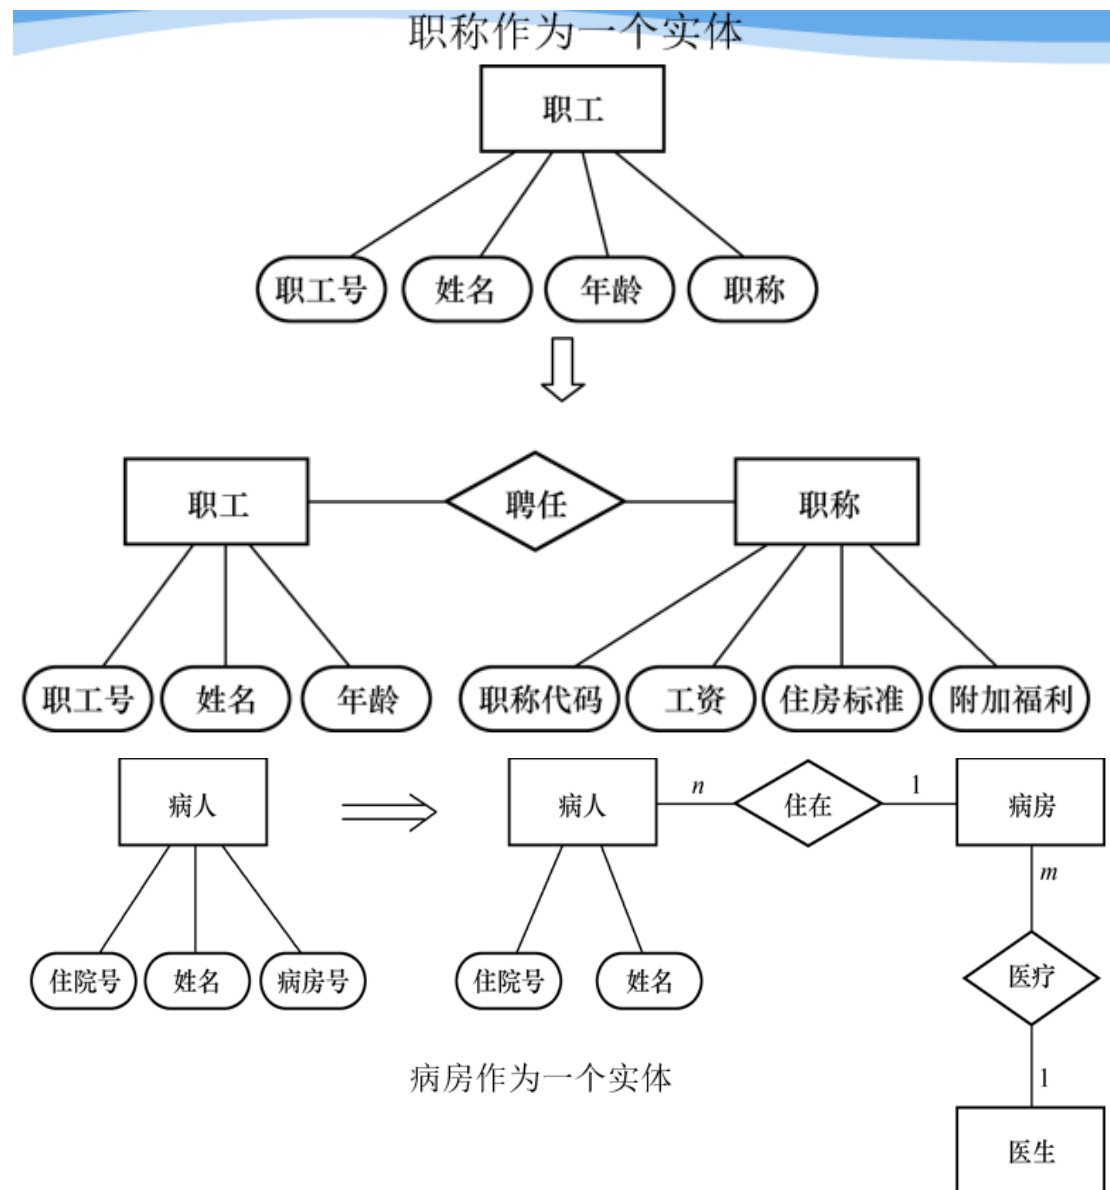 职称作为一个实体
职工
职工号 姓名 年龄 职称
职工 聘任 职称
职工号 姓名 年龄 职称代码 工资 住房标准 附加福利
病人 病人 n 住在 1 病房
m
住院号 姓名 病房号 住院号 姓名 医疗
病房作为一个实体 1
医生